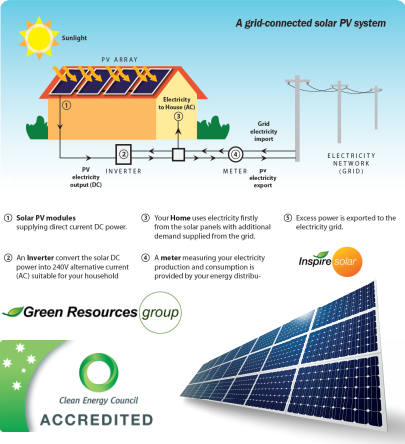 A grid-connected solar PV system
Sunlight
PV ARRAY
Electricity
to House (AC)
①
③
Grid
electricity
import
②
④
PV
electricity
output (DC)
INVERTER
METER
PV
electricity
export
ELECTRICITY
NETWORK
(GRID)
① Solar PV modules
supplying direct current DC power.
② An Inverter convert the solar DC
power into 240V alternative current
(AC) suitable for your household
③ Your Home uses electricity firstly
from the solar panels with additional
demand supplied from the grid.
④ A meter measuring your electricity
production and consumption is
provided by your energy distribu-
⑤ Excess power is exported to the
electricity grid.
Inspire solar
Green Resources group
Clean Energy Council
ACCREDITED